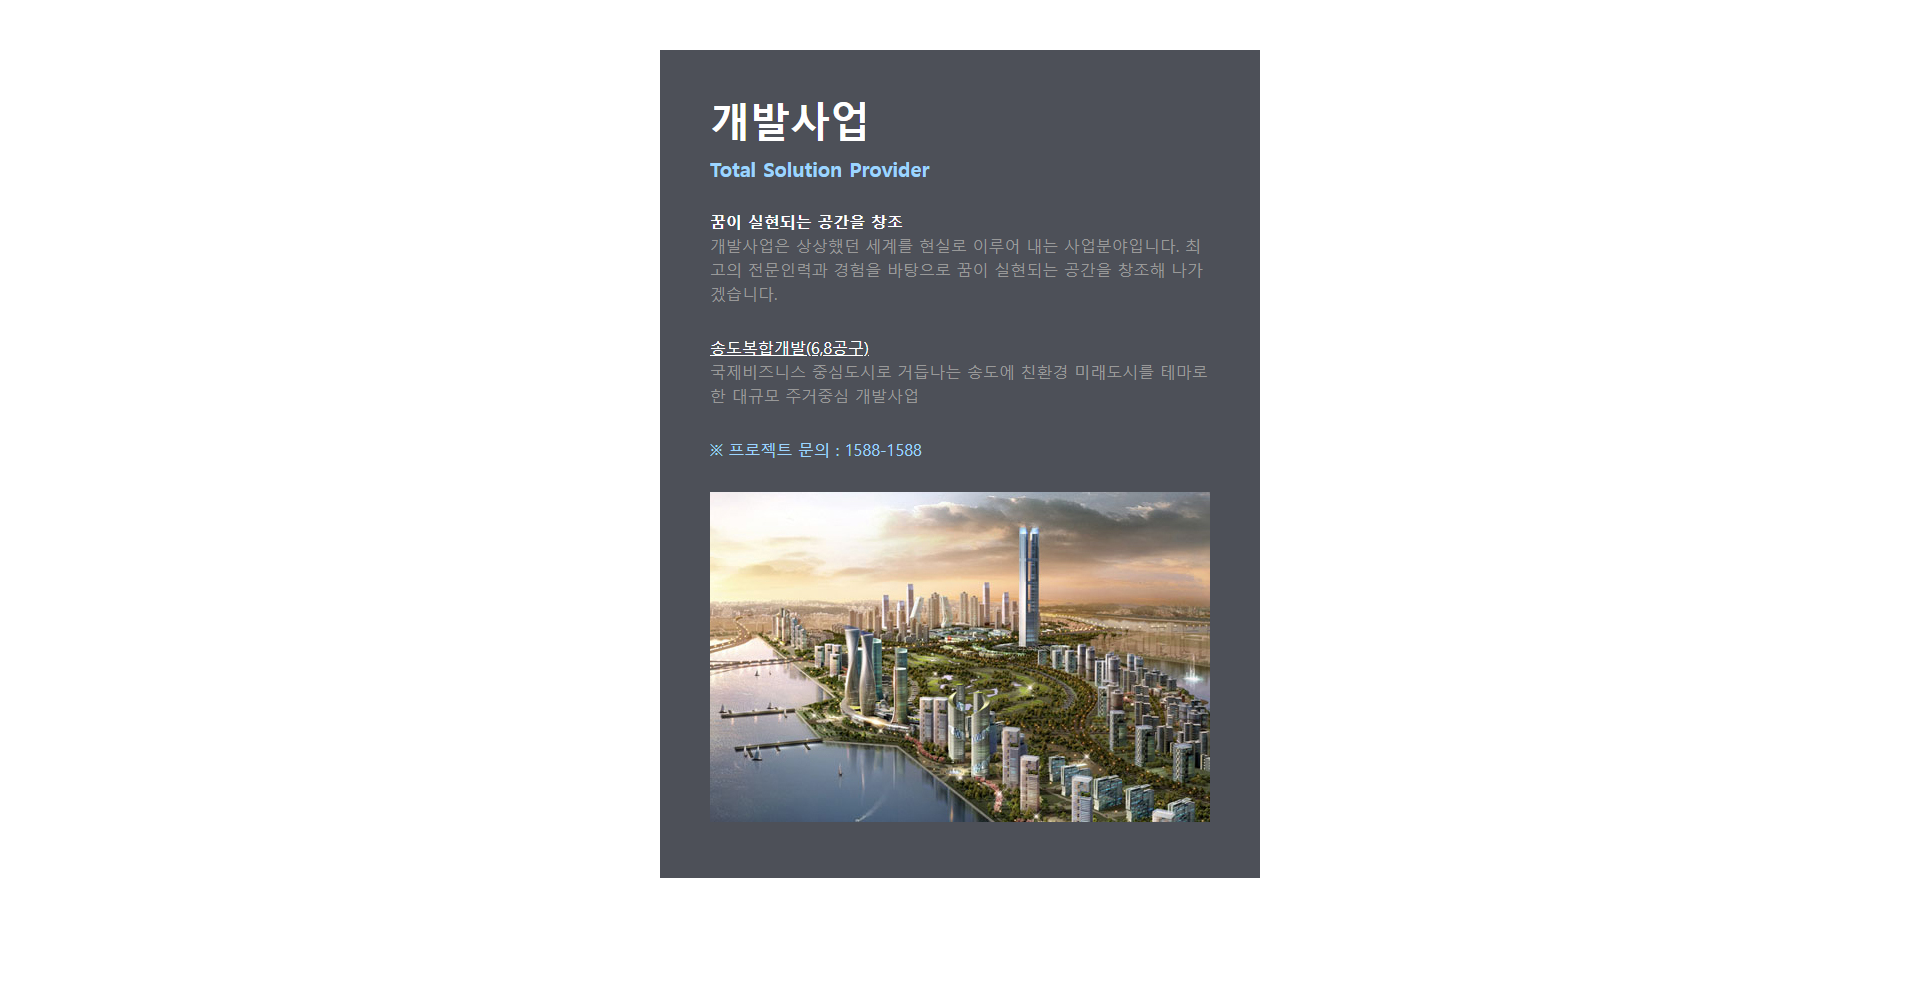 개발사업
Total Solution Provider
꿈이 실현되는 공간을 창조
개발사업은 상상했던 세계를 현실로 이루어 내는 사업분야입니다. 최
고의 전문인력과 경험을 바탕으로 꿈이 실현되는 공간을 창조해 나가
겠습니다.
송도복합개발(6,8공구)
국제비즈니스 중심도시로 거듭나는 송도에 친환경 미래도시를 테마로
한 대규모 주거중심 개발사업
※ 프로젝트 문의 : 1588-1588